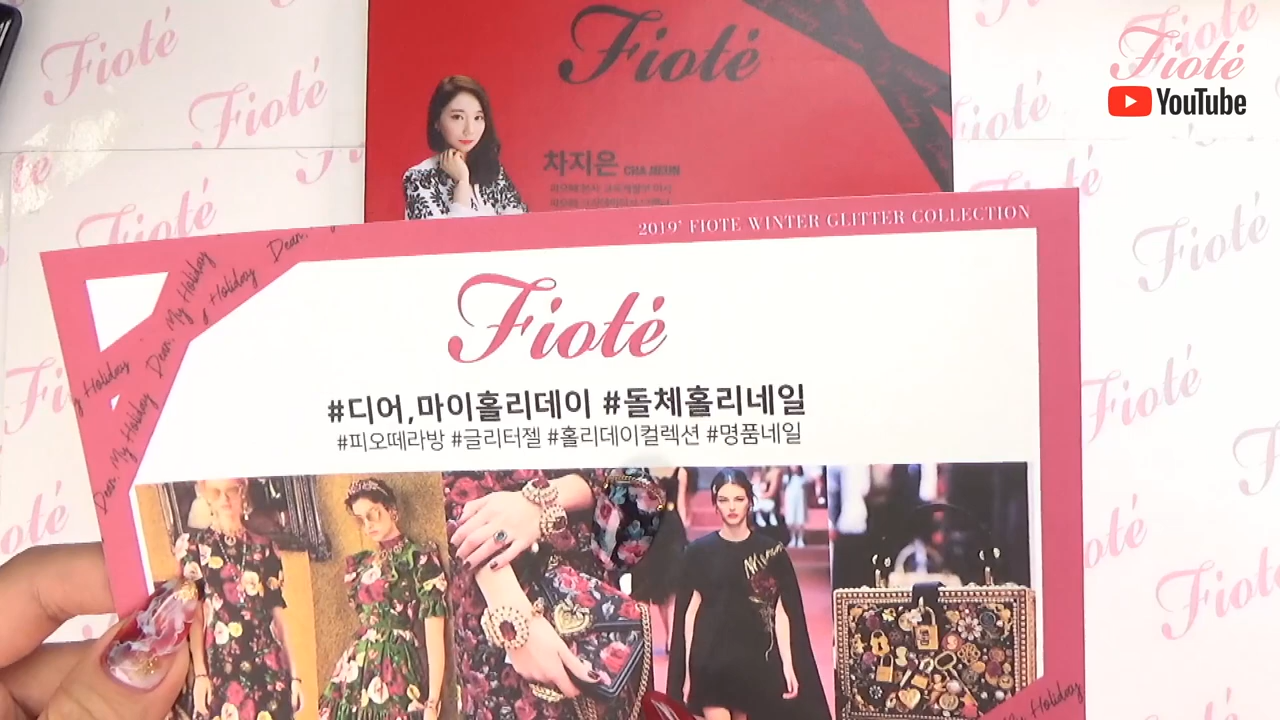 Fioté
Fioté
YouTube
차지은 CHA JIEUN
2019' FIOTE WINTER GLITTER COLLECTION
Dear, My Holiday
Fioté
#디어,마이홀리데이 #돌체홀리네일
#피오떼라방 #글리터젤 #홀리데이컬렉션 #명품네일
My Holiday